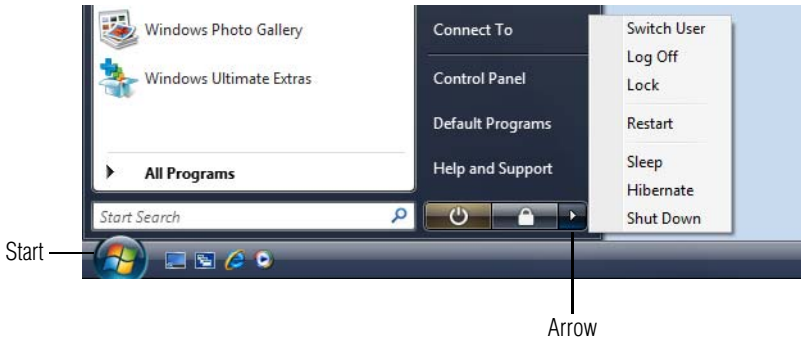 Windows Photo Gallery
Windows Ultimate Extras
All Programs
Start Search
Connect To
Control Panel
Default Programs
Help and Support
Switch User
Log Off
Lock
Restart
Sleep
Hibernate
Shut Down
Start
Arrow